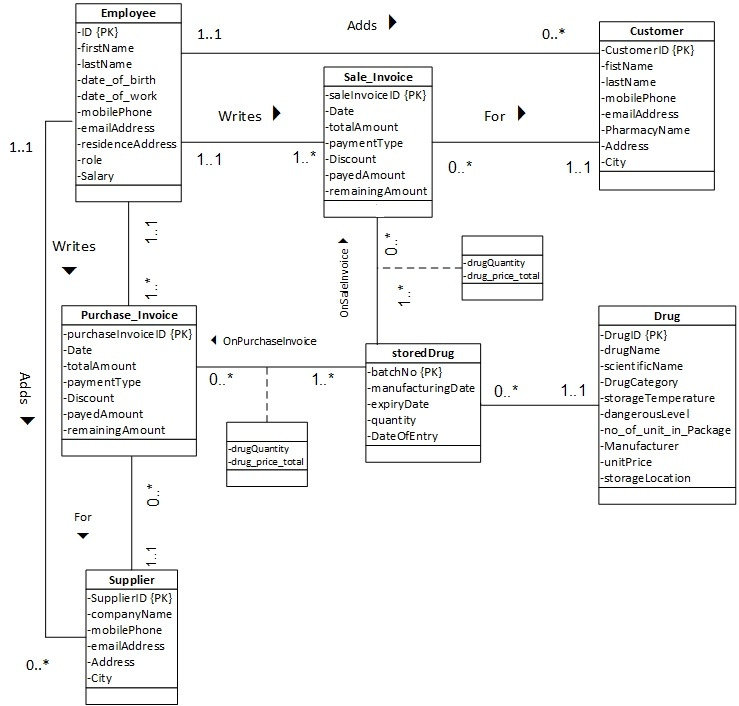 Employee
-ID {PK}
-firstName
-lastName
-date_of_birth
-date_of_work
-mobilePhone
-emailAddress
-residenceAddress
-role
-Salary
1..1
Adds
0..*
Customer
-CustomerID {PK}
-fistName
-lastName
-mobilePhone
-emailAddress
-PharmacyName
-Address
-City
Writes
1..1
1..*
Sale_Invoice
-saleInvoiceID {PK}
-Date
-totalAmount
-paymentType
-Discount
-payedAmount
-remainingAmount
For
0..*
1..1
1..1
Writes
1..1
1..*
OnSaleInvoice
0..*
1..*
-drugQuantity
-drug_price_total
Purchase_Invoice
-purchaseInvoiceID {PK}
-Date
-totalAmount
-paymentType
-Discount
-payedAmount
-remainingAmount
OnPurchaseInvoice
0..*
1..*
-drugQuantity
-drug_price_total
storedDrug
-batchNo {PK}
-manufacturingDate
-expiryDate
-quantity
-DateOfEntry
0..*
1..1
Drug
-DrugID {PK}
-drugName
-scientificName
-DrugCategory
-storageTemperature
-dangerousLevel
-no_of_unit_in_Package
-Manufacturer
-unitPrice
-storageLocation
Adds
For
0..*
1..1
Supplier
-SupplierID {PK}
-companyName
-mobilePhone
-emailAddress
-Address
-City
0..*